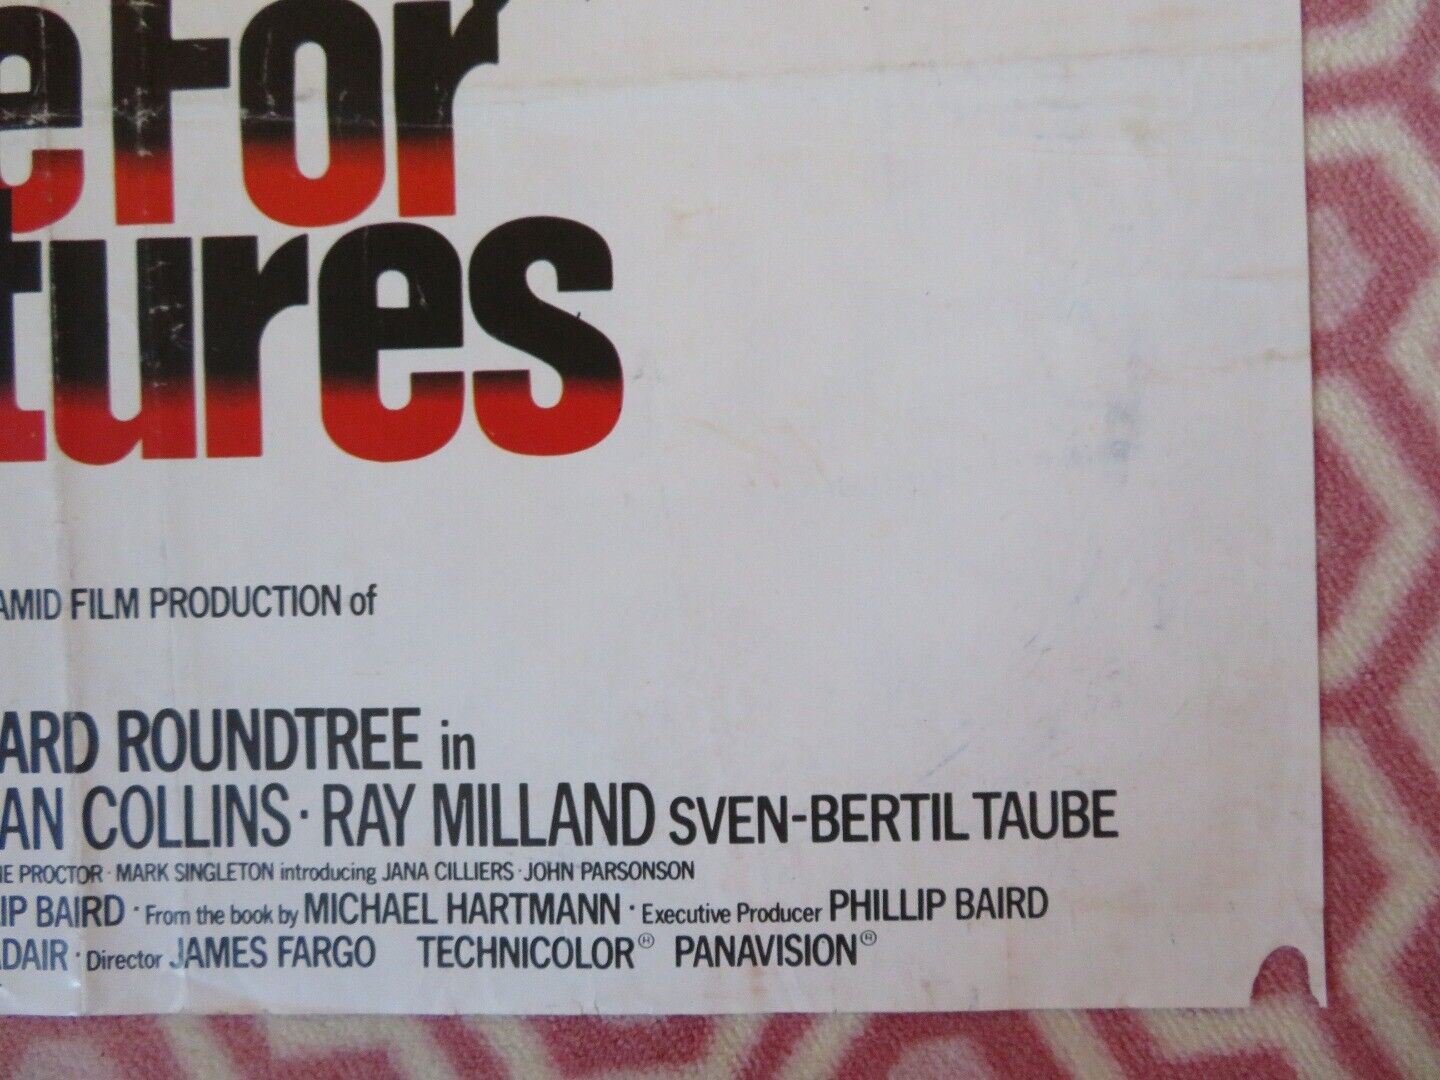 e For
tures
AMID FILM PRODUCTION of
ARD ROUNDTREE in
AN COLLINS · RAY MILLAND SVEN-BERTIL TAUBE
IE PROCTOR · MARK SINGLETON introducing JANA CILLIERS · JOHN PARSONSON
IP BAIRD · From the book by MICHAEL HARTMANN · Executive Producer PHILLIP BAIRD
DAIR · Director JAMES FARGO TECHNICOLOR® PANAVISION®